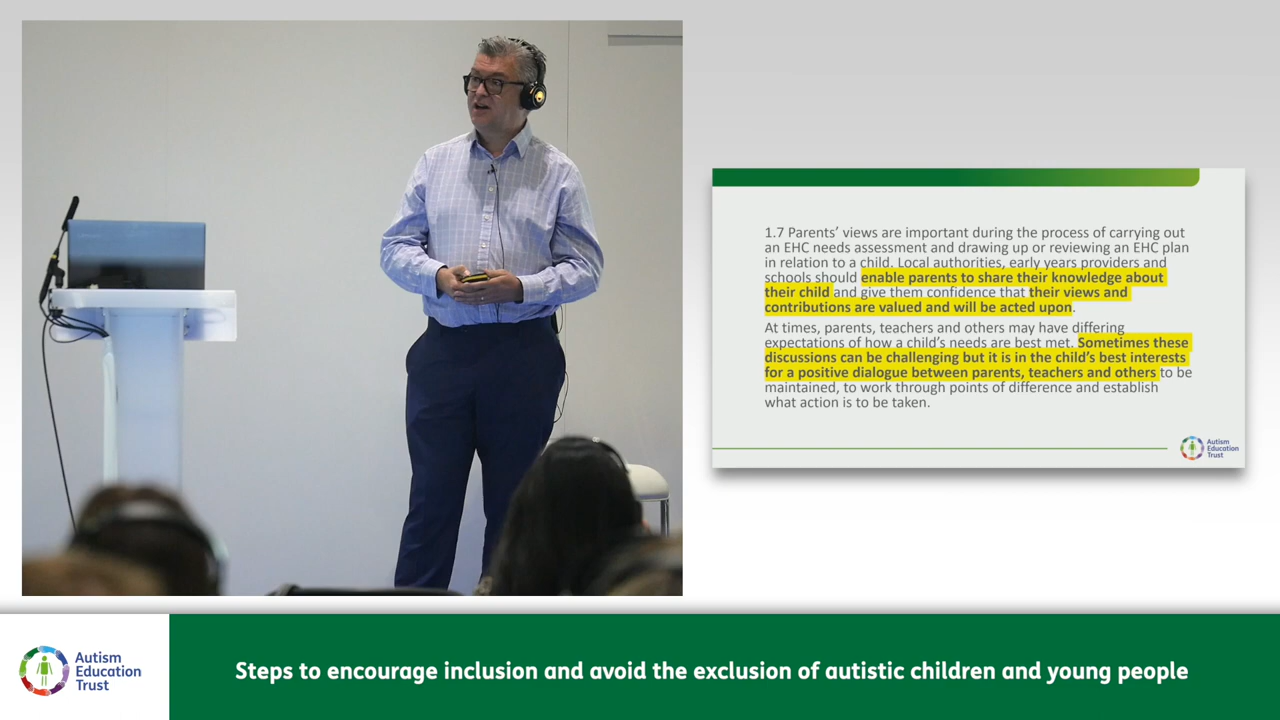 1.7 Parents’ views are important during the process of carrying out
an EHC needs assessment and drawing up or reviewing an EHC plan
in relation to a child. Local authorities, early years providers and
schools should enable parents to share their knowledge about
their child and give them confidence that their views and
contributions are valued and will be acted upon.
At times, parents, teachers and others may have differing
expectations of how a child’s needs are best met. Sometimes these
discussions can be challenging but it is in the child’s best interests
for a positive dialogue between parents, teachers and others to be
maintained, to work through points of difference and establish
what action is to be taken.
Autism
Education
Trust
Autism
Education
Trust
Steps to encourage inclusion and avoid the exclusion of autistic children and young people